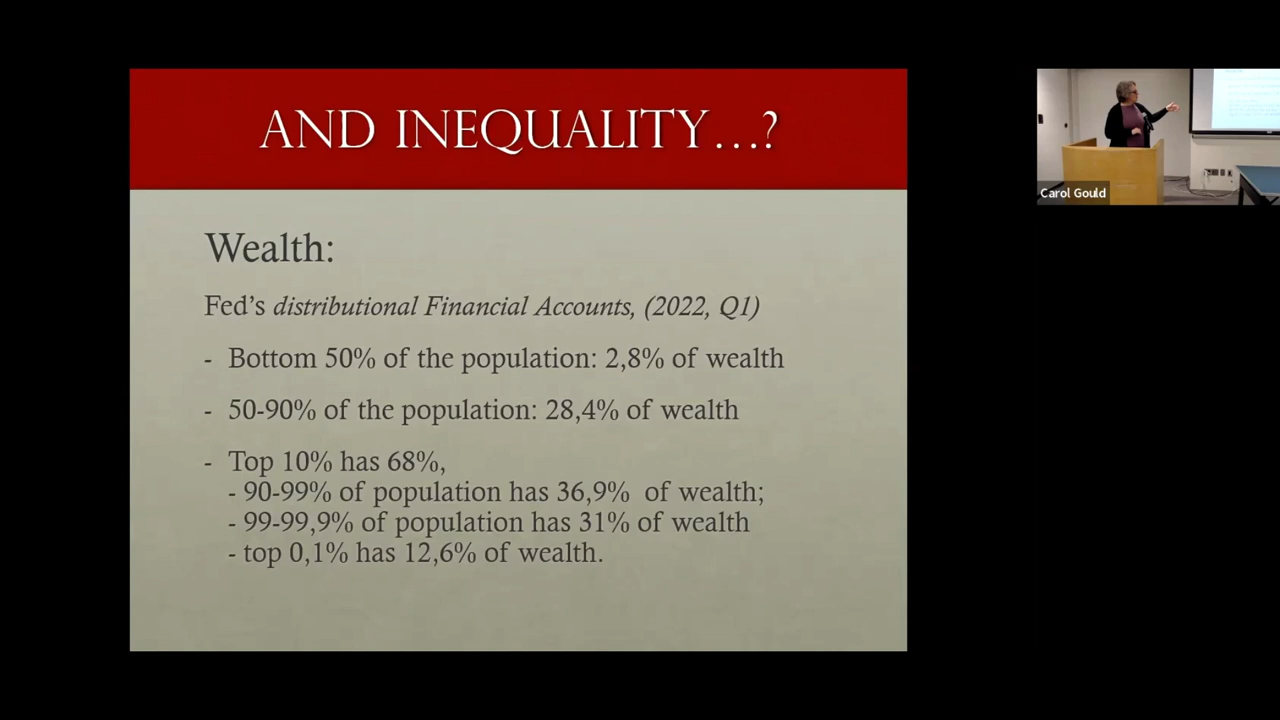 AND INEQUALITY...?
Wealth:
Fed's distributional Financial Accounts, (2022, Q1)
- Bottom 50% of the population: 2,8% of wealth
- 50-90% of the population: 28,4% of wealth
- Top 10% has 68%,
- 90-99% of population has 36,9% of wealth;
- 99-99,9% of population has 31% of wealth
- top 0,1% has 12,6% of wealth.
Carol Gould